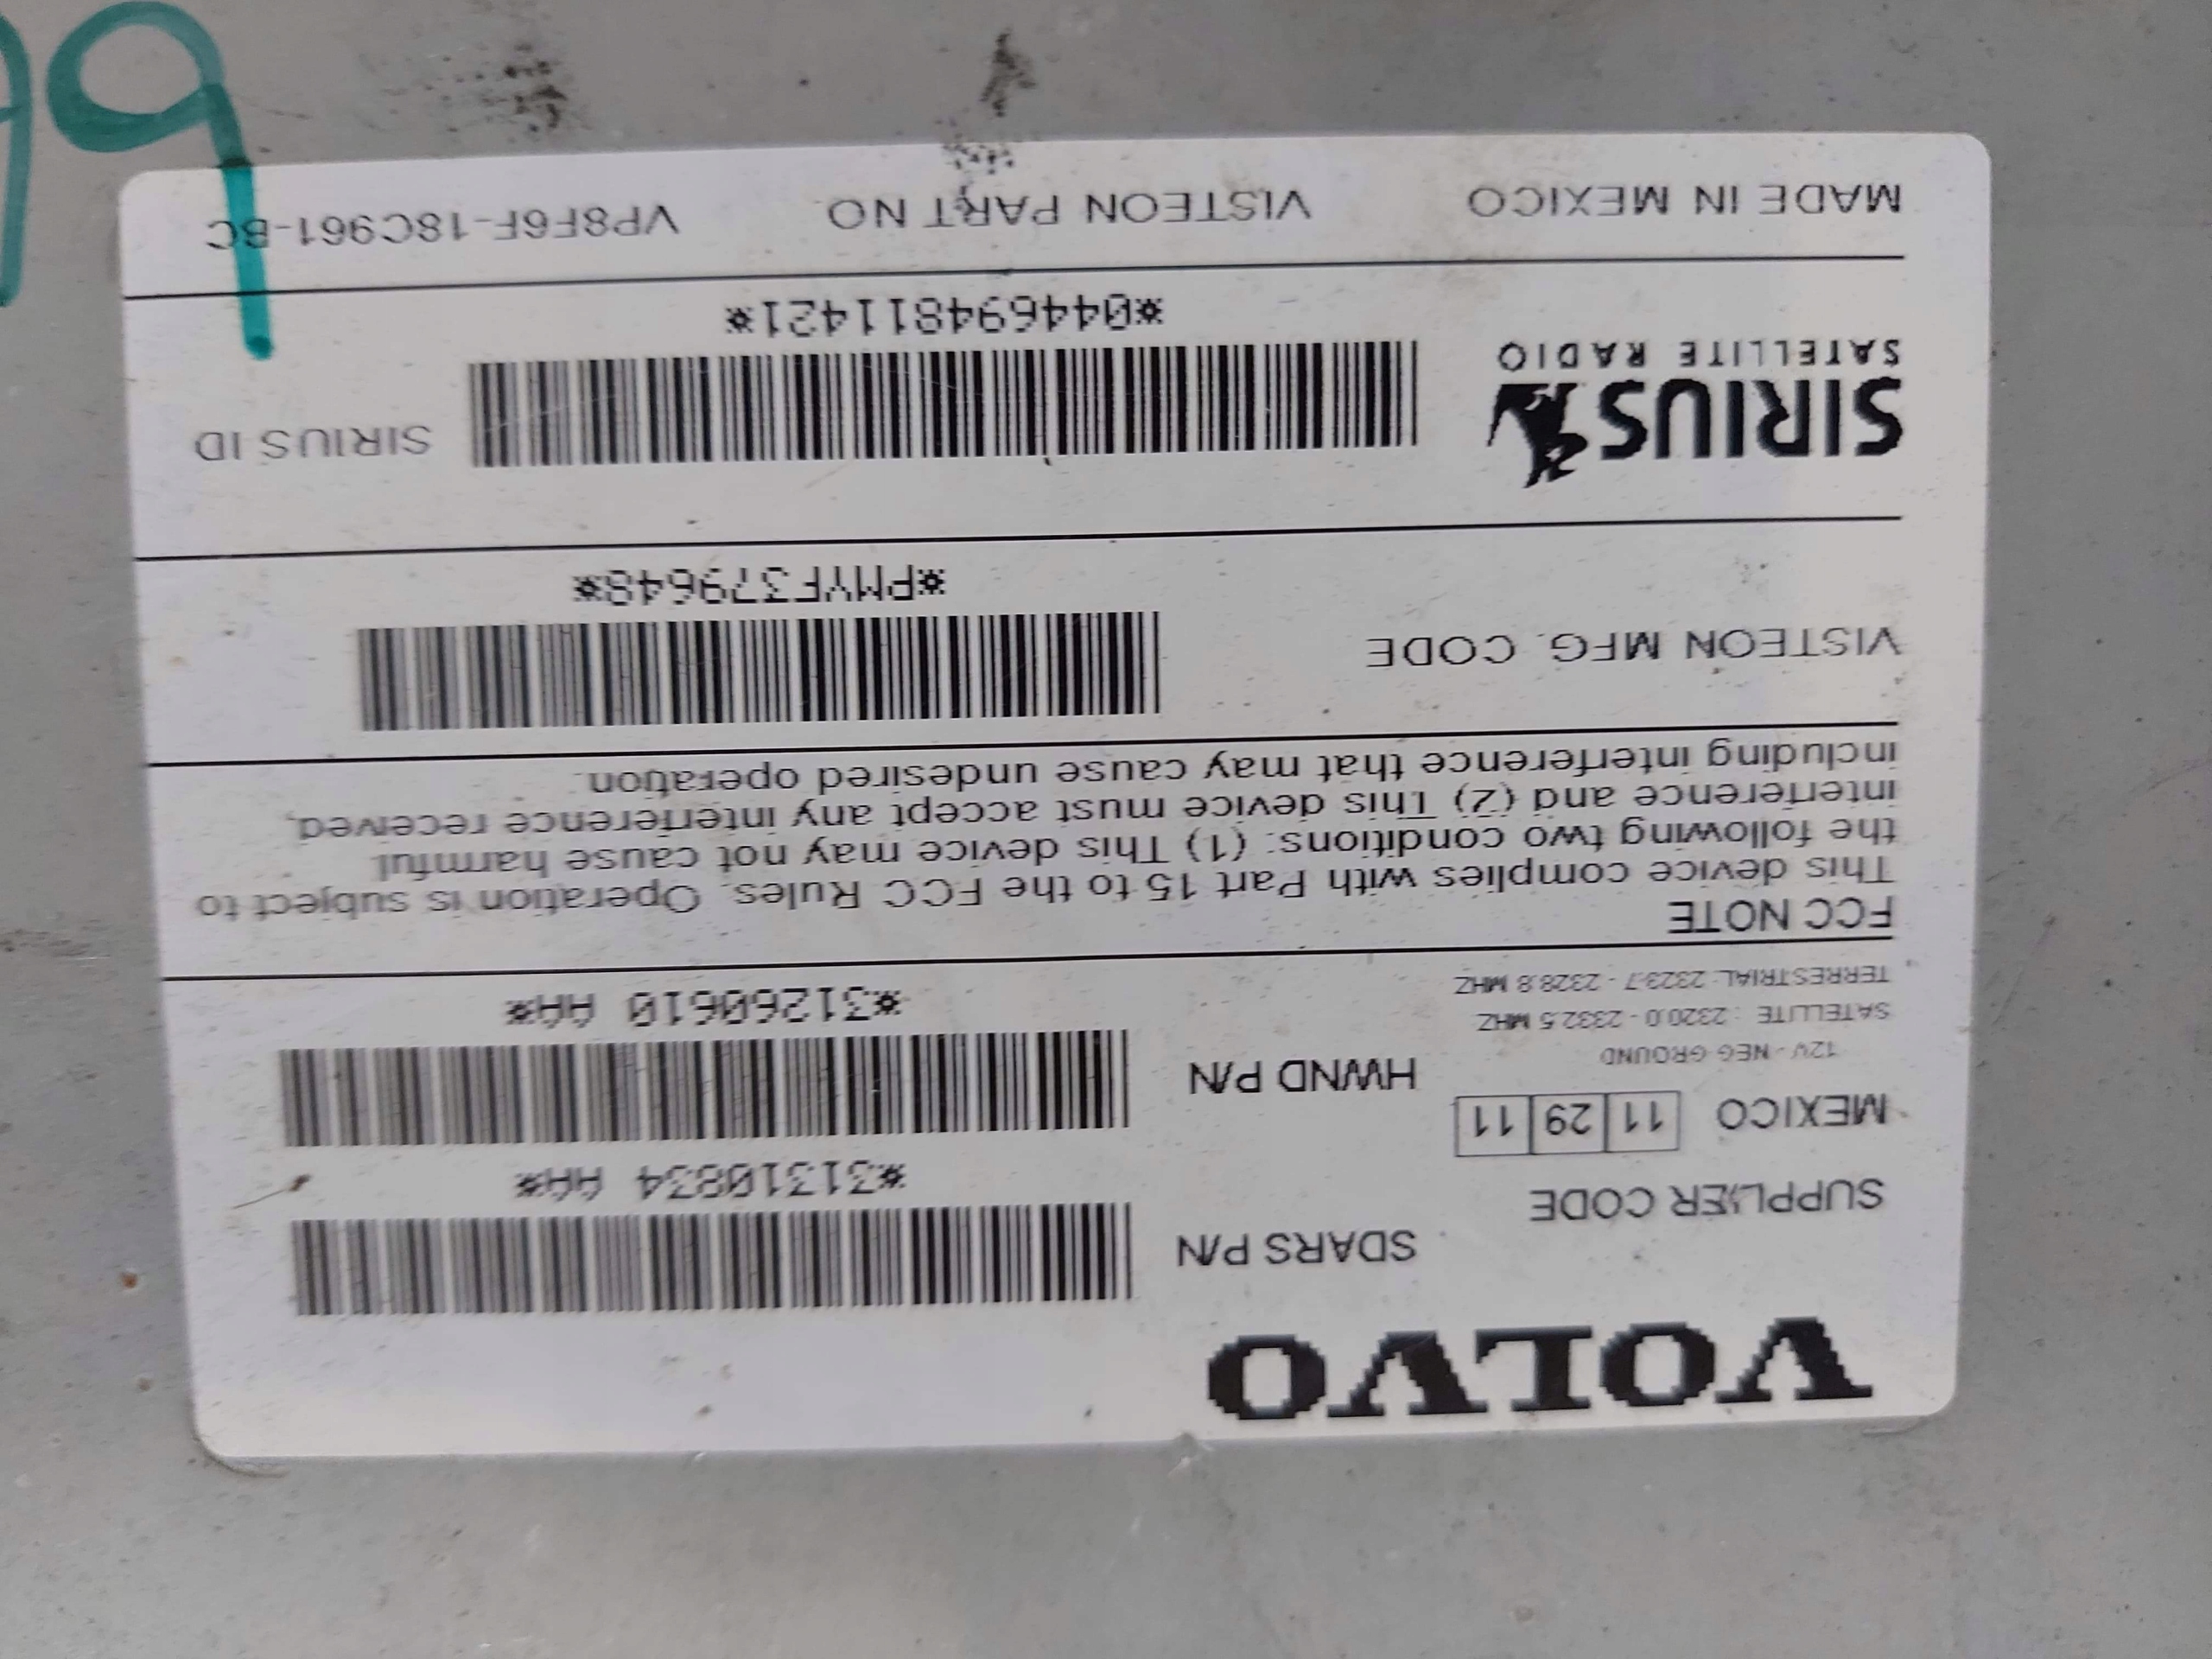 VOLVO
SUPPLIER CODE
MEXICO 11 29 11
12V - NEG GROUND
SATELLITE : 2320.0 - 2332.5 MHZ
TERRESTRIAL: 2323.7 - 2328.8 MHZ
SDARS P/N
*31310834 AA*
HWND P/N
*31260610 AA*
FCC NOTE
This device complies with Part 15 to the FCC Rules. Operation is subject to
the following two conditions: (1) This device may not cause harmful
interference and (2) This device must accept any interference received,
including interference that may cause undesired operation.
VISTEON MFG. CODE
*PMYF379648*
SIRIUS
SATELLITE RADIO
*044694811421*
SIRIUS ID
MADE IN MEXICO VISTEON PART NO. VP8F6F-18C961-BC